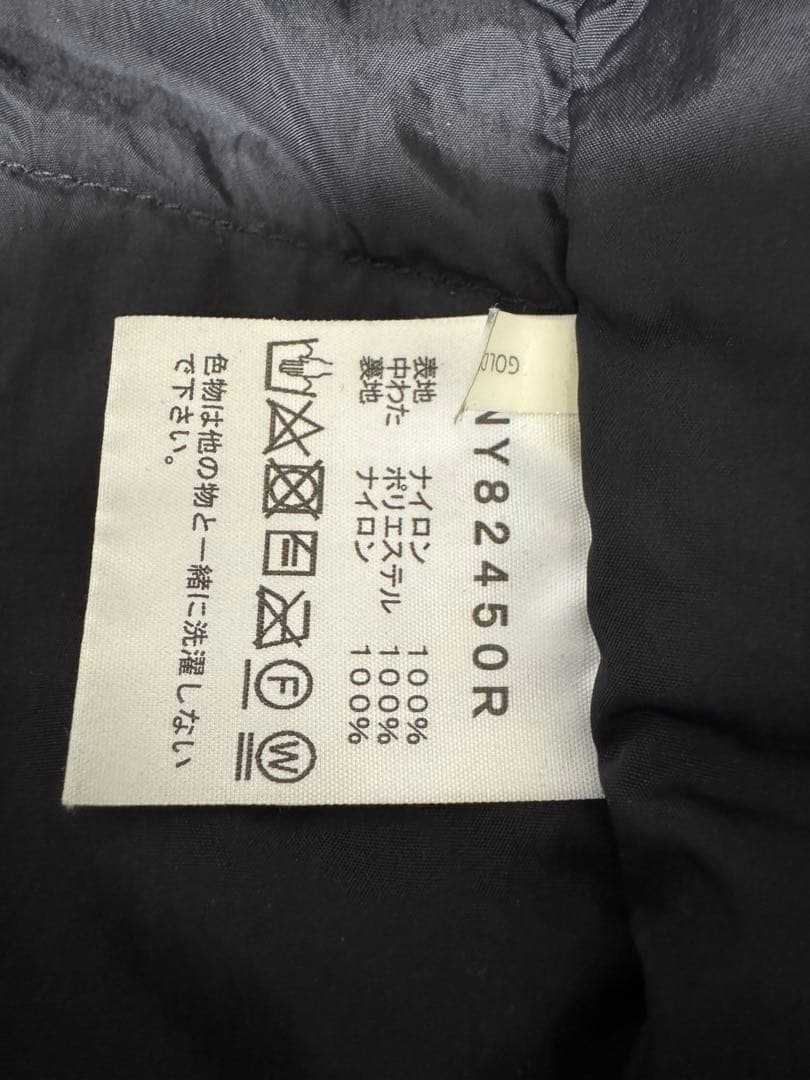 GOLD
NY82450R
表地 ナイロン 100%
中わた ポリエステル 100%
裏地 ナイロン 100%
F W
色物は他の物と一緒に洗濯しない
で下さい。